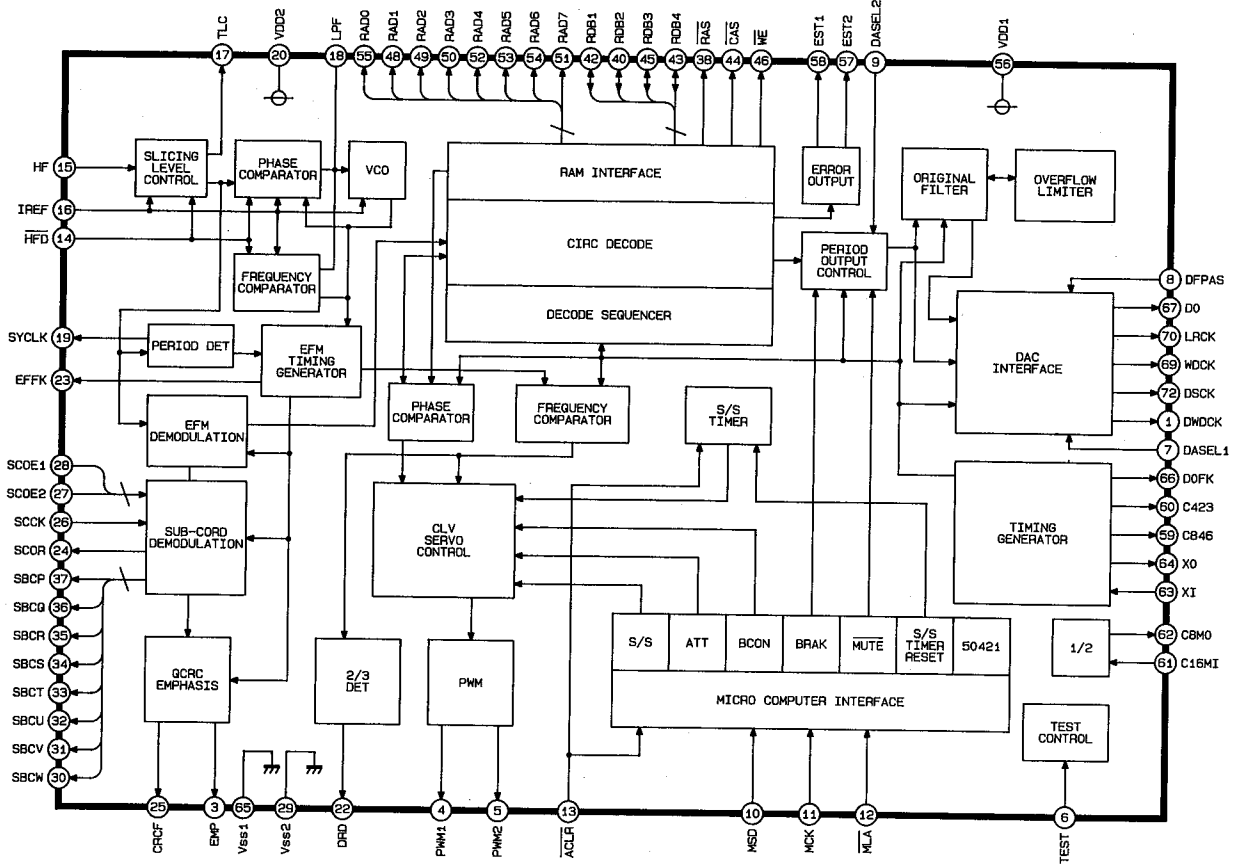 TLC
VDD2
LPF
RAD0
RAD1
RAD2
RAD3
RAD4
RAD5
RAD6
RAD7
RDB1
RDB2
RDB3
RDB4
RAS
CAS
WE
EST1
EST2
DASEL2
VDD1
17
20
18
55
48
49
50
52
53
54
51
42
40
45
43
38
44
46
58
57
9
56
HF 15
IREF 16
HFD 14
SYCLK 19
EFFK 23
SCOE1 28
SCOE2 27
SCCK 26
SCOR 24
SBCP 37
SBCQ 36
SBCR 35
SBCS 34
SBCT 33
SBCU 32
SBCV 31
SBCW 30
SLICING
LEVEL
CONTROL
PHASE
COMPARATOR
VCO
FREQUENCY
COMPARATOR
PERIOD DET
EFM
TIMING
GENERATOR
EFM
DEMODULATION
SUB-CORD
DEMODULATION
QCRC
EMPHASIS
RAM INTERFACE
CIRC DECODE
DECODE SEQUENCER
ERROR
OUTPUT
PERIOD
OUTPUT
CONTROL
ORIGINAL
FILTER
OVERFLOW
LIMITER
PHASE
COMPARATOR
FREQUENCY
COMPARATOR
S/S
TIMER
CLV
SERVO
CONTROL
2/3
DET
PWM
S/S
ATT
BCON
BRAK
MUTE
S/S
TIMER
RESET
50421
MICRO COMPUTER INTERFACE
DAC
INTERFACE
TIMING
GENERATOR
1/2
TEST
CONTROL
8 DFPAS
67 DO
70 LRCK
69 WDCK
72 DSCK
1 DWDCK
7 DASEL1
66 DOFK
60 C423
59 C846
64 XO
63 XI
62 C8MO
61 C16MI
25
3
65
29
22
4
5
13
10
11
12
6
CRCF
EMP
Vss1
Vss2
DRD
PWM1
PWM2
ACLR
MSD
MCK
MLA
TEST